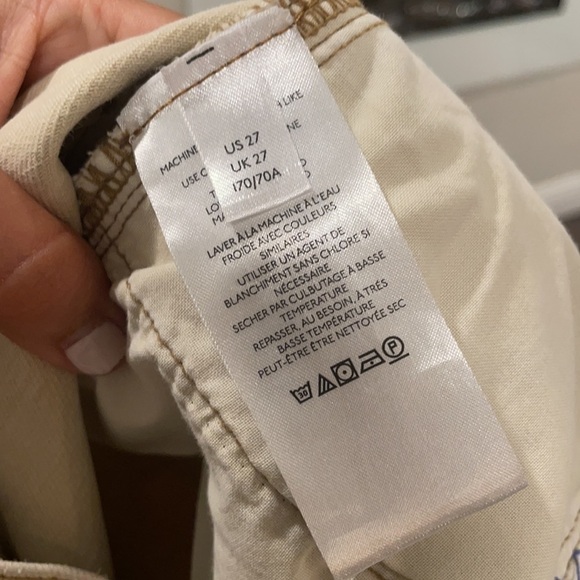 LIKE
MACHINE
NE
US 27
UK 27
170/70A
USE
LAVER À LA MACHINE À L'EAU
FROIDE AVEC COULEURS
SIMILAIRES
UTILISER UN AGENT DE
BLANCHIMENT SANS CHLORE SI
NÉCESSAIRE
SECHER PAR CULBUTAGE À BASSE
TEMPERATURE
REPASSER, AU BESOIN, À TRÈS
BASSE TEMPÉRATURE
PEUT-ÊTRE ÊTRE NETTOYÉE SEC
30 P